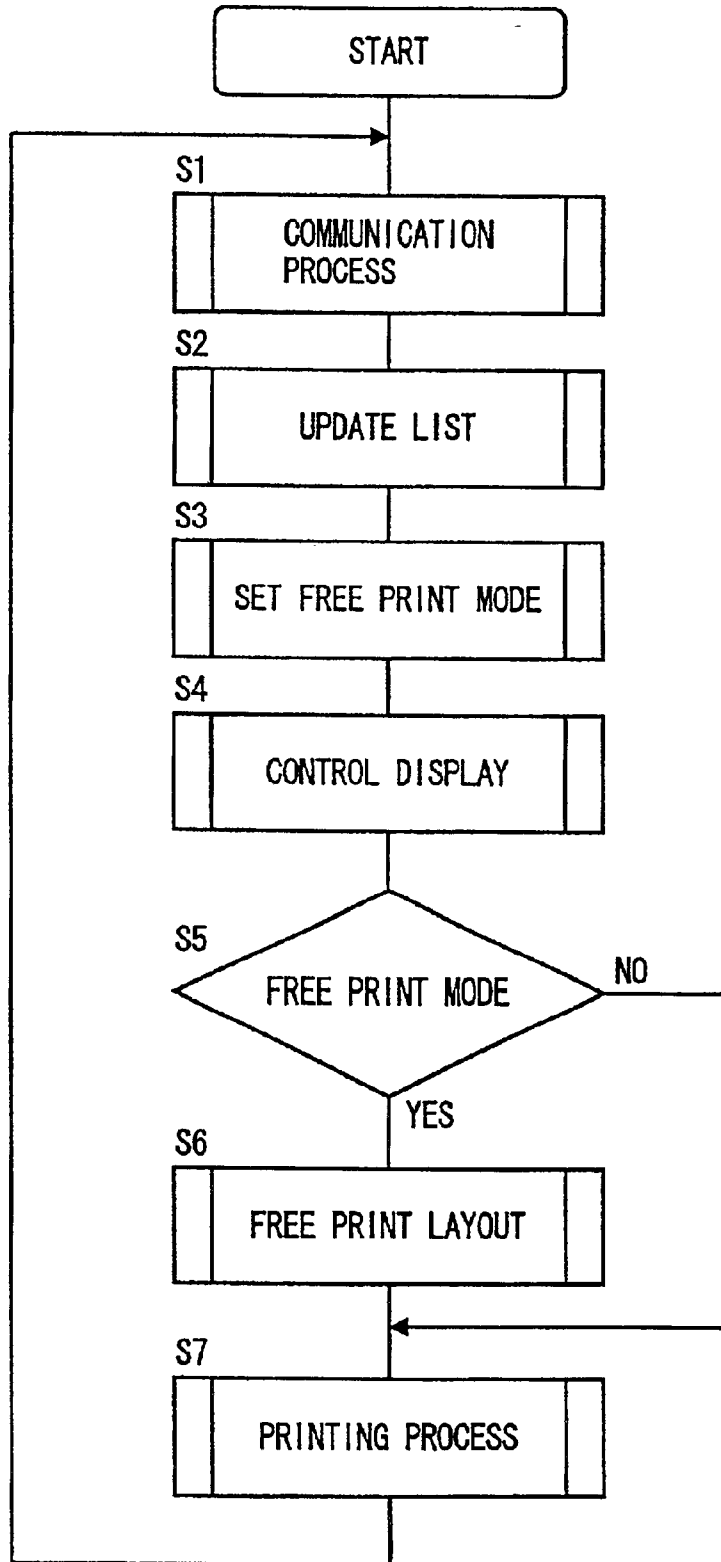 START
S1
COMMUNICATION
PROCESS
S2
UPDATE LIST
S3
SET FREE PRINT MODE
S4
CONTROL DISPLAY
S5
FREE PRINT MODE
NO
YES
S6
FREE PRINT LAYOUT
S7
PRINTING PROCESS